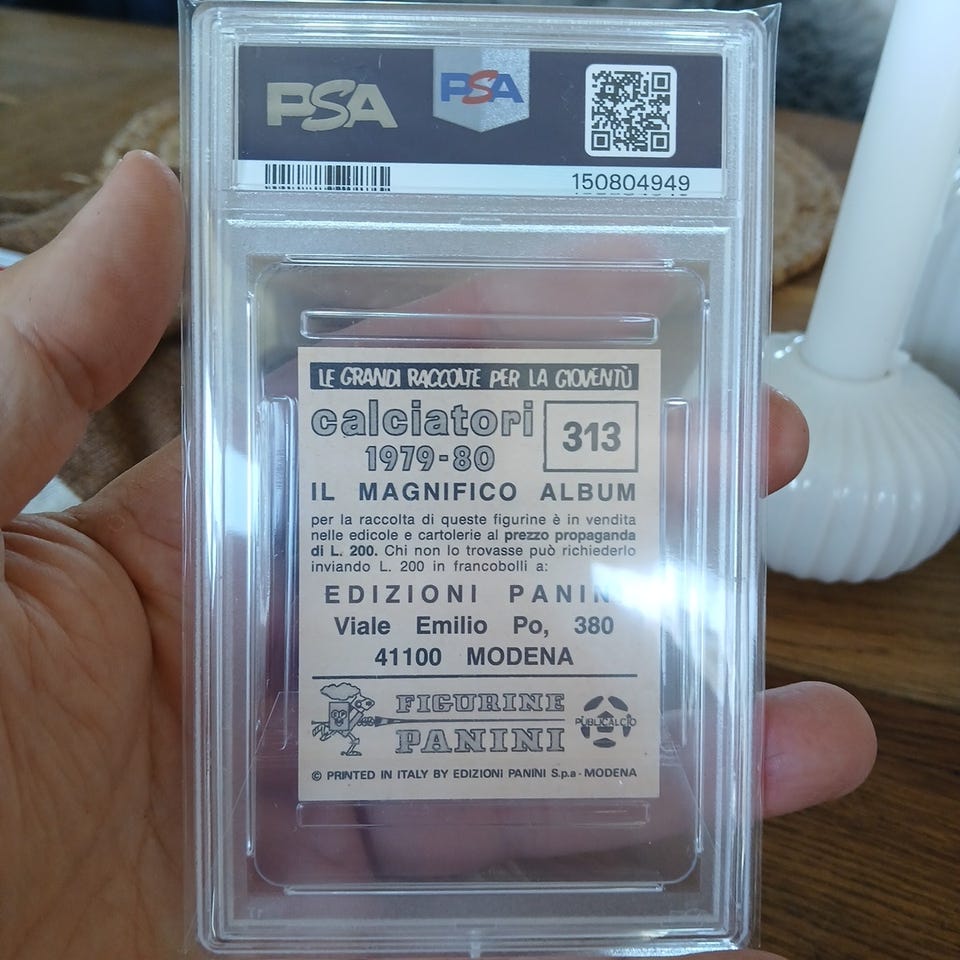 PSA
PSA
150804949
LE GRANDI RACCOLTE PER LA GIOVENTÙ
calciatori
1979-80
313
IL MAGNIFICO ALBUM
per la raccolta di queste figurine è in vendita
nelle edicole e cartolerie al prezzo propaganda
di L. 200. Chi non lo trovasse può richiederlo
inviando L. 200 in francobolli a:
EDIZIONI PANIN
Viale Emilio Po, 380
41100 MODENA
FIGURINE
PANINI
PUBLICALCIO
© PRINTED IN ITALY BY EDIZIONI PANINI S.p.a - MODENA